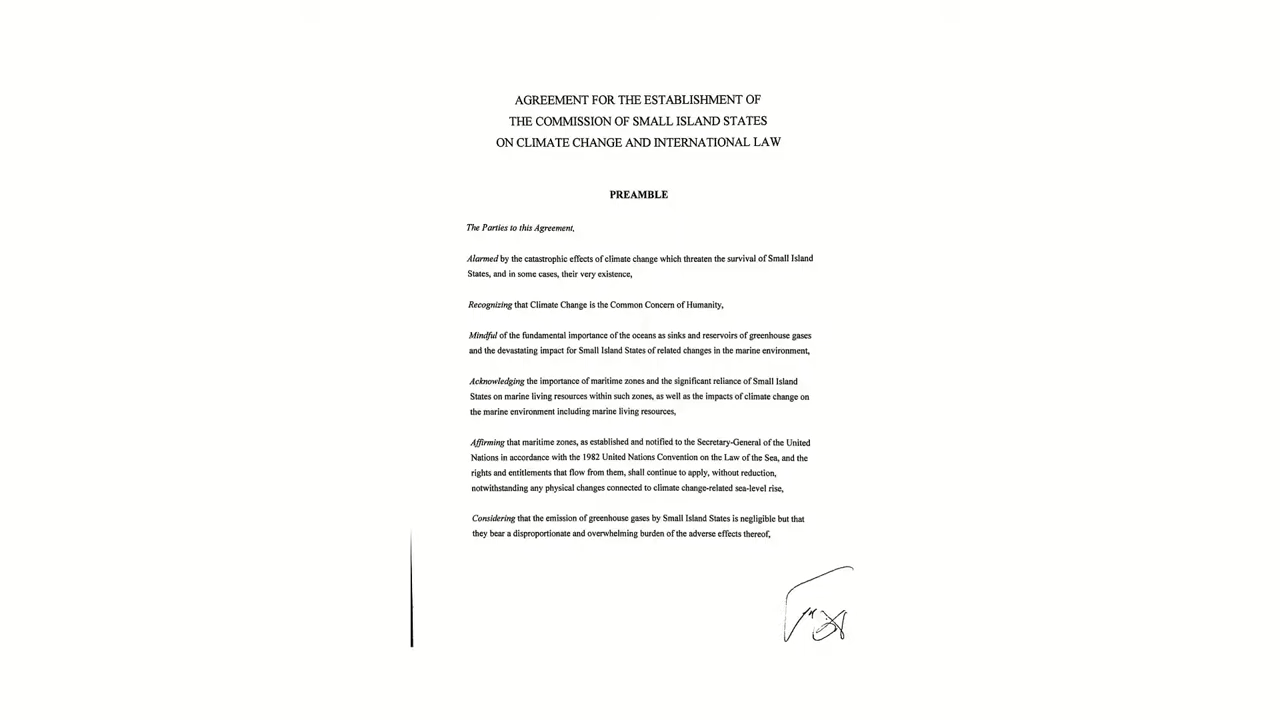 AGREEMENT FOR THE ESTABLISHMENT OF
THE COMMISSION OF SMALL ISLAND STATES
ON CLIMATE CHANGE AND INTERNATIONAL LAW
PREAMBLE
The Parties to this Agreement,
Alarmed by the catastrophic effects of climate change which threaten the survival of Small Island
States, and in some cases, their very existence,
Recognizing that Climate Change is the Common Concern of Humanity,
Mindful of the fundamental importance of the oceans as sinks and reservoirs of greenhouse gases
and the devastating impact for Small Island States of related changes in the marine environment,
Acknowledging the importance of maritime zones and the significant reliance of Small Island
States on marine living resources within such zones, as well as the impacts of climate change on
the marine environment including marine living resources,
Affirming that maritime zones, as established and notified to the Secretary-General of the United
Nations in accordance with the 1982 United Nations Convention on the Law of the Sea, and the
rights and entitlements that flow from them, shall continue to apply, without reduction,
notwithstanding any physical changes connected to climate change-related sea-level rise,
Considering that the emission of greenhouse gases by Small Island States is negligible but that
they bear a disproportionate and overwhelming burden of the adverse effects thereof,